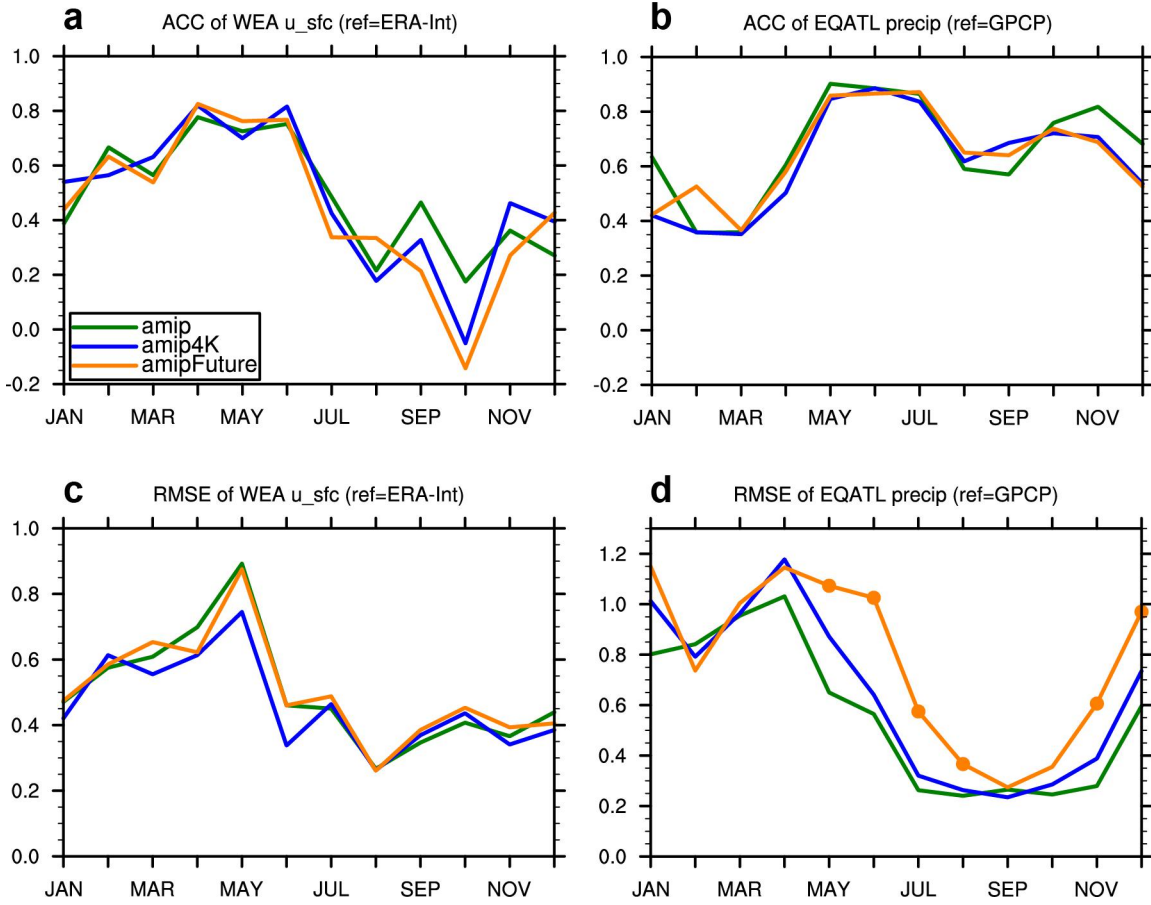 a
ACC of WEA u_sfc (ref=ERA-Int)
1.0
0.8
0.6
0.4
0.2
0.0
-0.2
amip
amip4K
amipFuture
JAN MAR MAY JUL SEP NOV
b
ACC of EQATL precip (ref=GPCP)
1.0
0.8
0.6
0.4
0.2
0.0
-0.2
JAN MAR MAY JUL SEP NOV
c
RMSE of WEA u_sfc (ref=ERA-Int)
1.0
0.8
0.6
0.4
0.2
0.0
JAN MAR MAY JUL SEP NOV
d
RMSE of EQATL precip (ref=GPCP)
1.2
1.0
0.8
0.6
0.4
0.2
0.0
JAN MAR MAY JUL SEP NOV